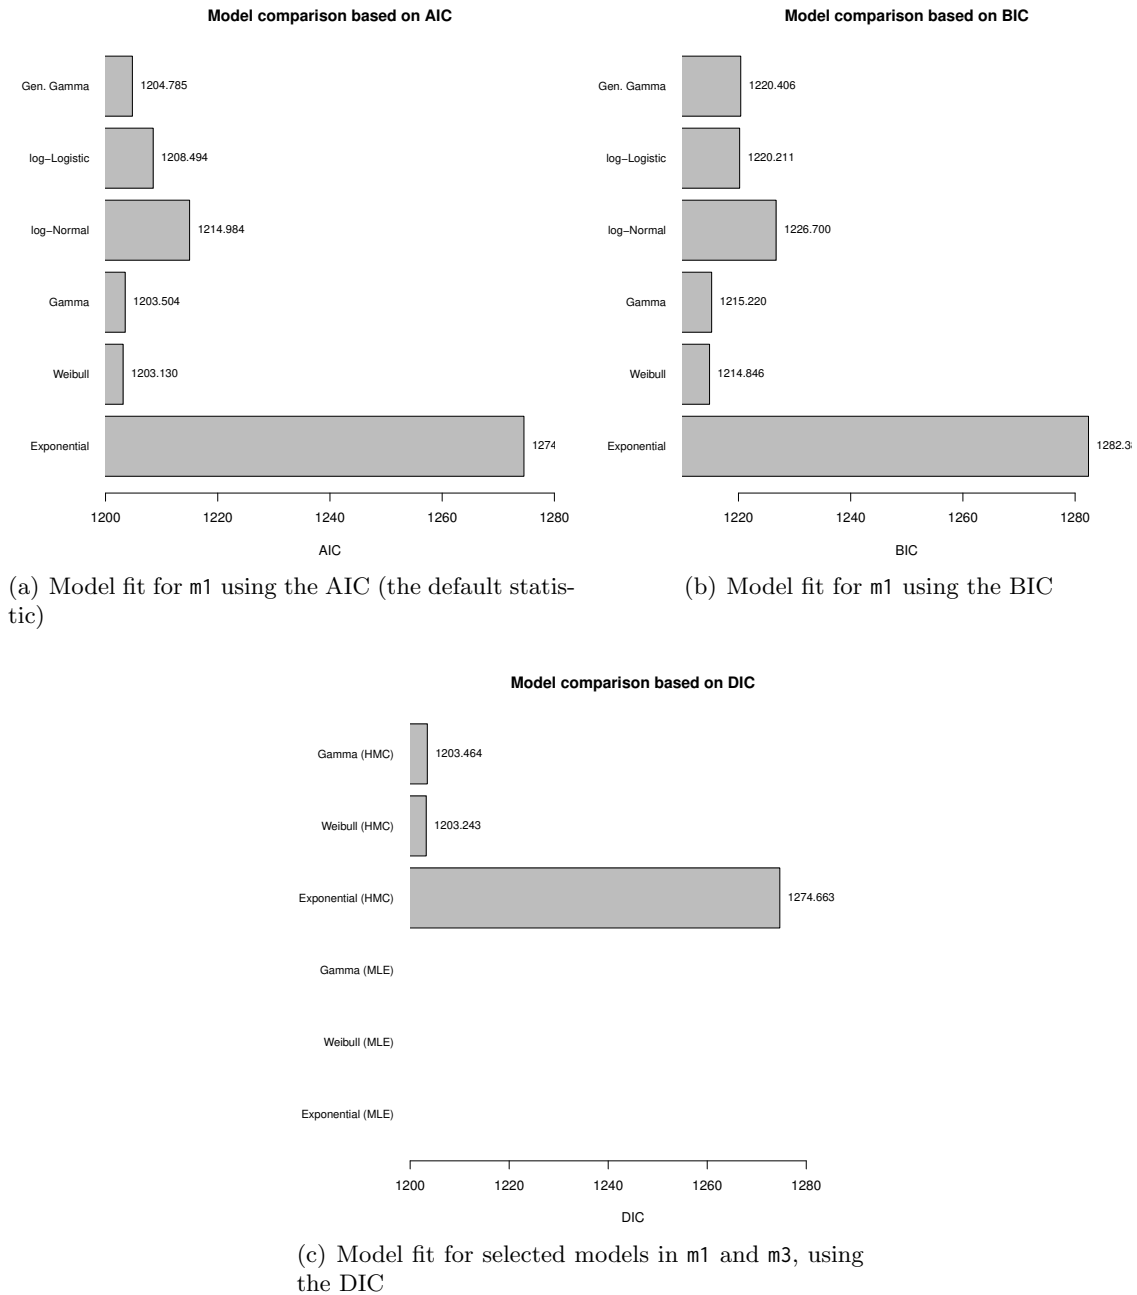 Model comparison based on AIC
Gen. Gamma 1204.785
log−Logistic 1208.494
log−Normal 1214.984
Gamma 1203.504
Weibull 1203.130
Exponential 1274
1200 1220 1240 1260 1280
AIC
(a) Model fit for m1 using the AIC (the default statis-
tic)
Model comparison based on BIC
Gen. Gamma 1220.406
log−Logistic 1220.211
log−Normal 1226.700
Gamma 1215.220
Weibull 1214.846
Exponential 1282.3
1220 1240 1260 1280
BIC
(b) Model fit for m1 using the BIC
Model comparison based on DIC
Gamma (HMC) 1203.464
Weibull (HMC) 1203.243
Exponential (HMC) 1274.663
Gamma (MLE)
Weibull (MLE)
Exponential (MLE)
1200 1220 1240 1260 1280
DIC
(c) Model fit for selected models in m1 and m3, using
the DIC